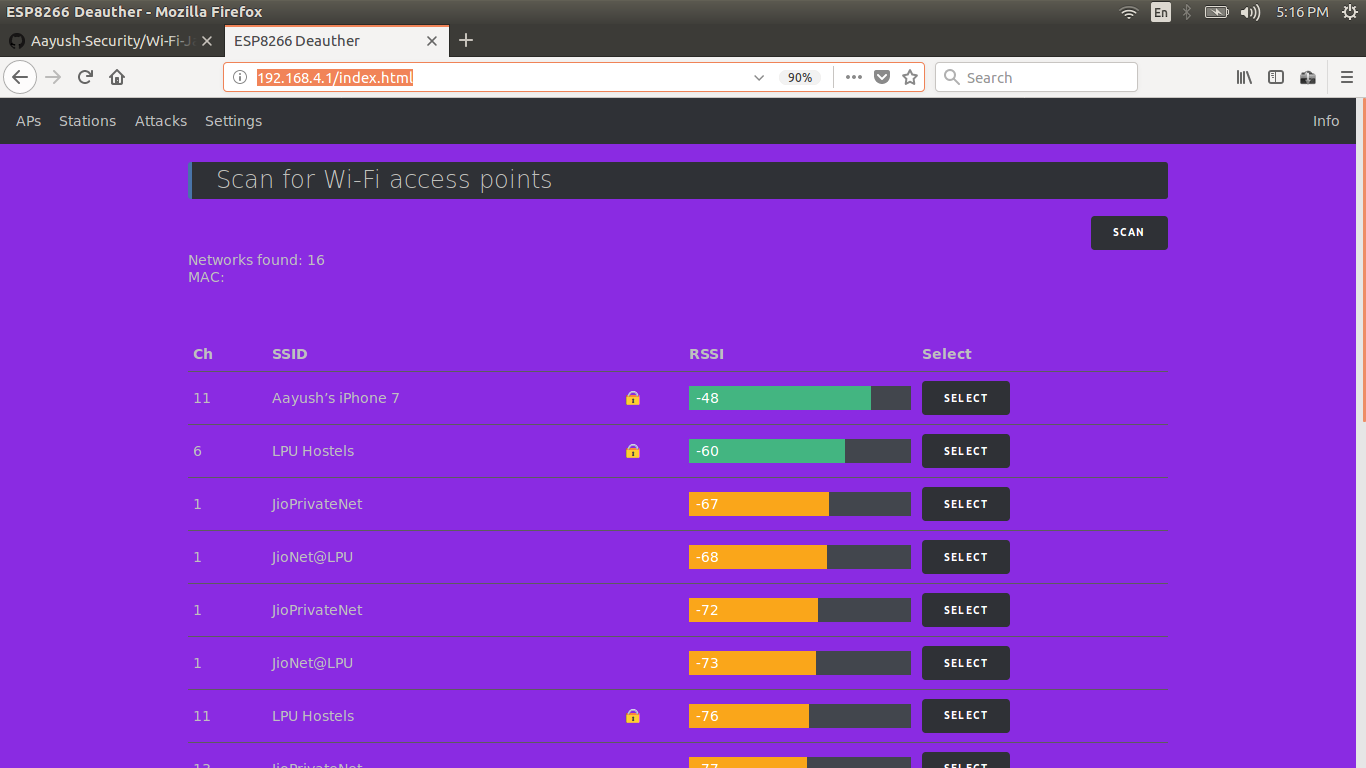 ESP8266 Deauther - Mozilla Firefox
En
5:16 PM
Aayush-Security/Wi-Fi-Ja
ESP8266 Deauther
192.168.4.1/index.html
90%
Search
APs Stations Attacks Settings Info
Scan for Wi-Fi access points
SCAN
Networks found: 16
MAC:
Ch SSID RSSI Select
11 Aayush’s iPhone 7 -48 SELECT
6 LPU Hostels -60 SELECT
1 JioPrivateNet -67 SELECT
1 JioNet@LPU -68 SELECT
1 JioPrivateNet -72 SELECT
1 JioNet@LPU -73 SELECT
11 LPU Hostels -76 SELECT
JioPrivateNet -77 SELECT